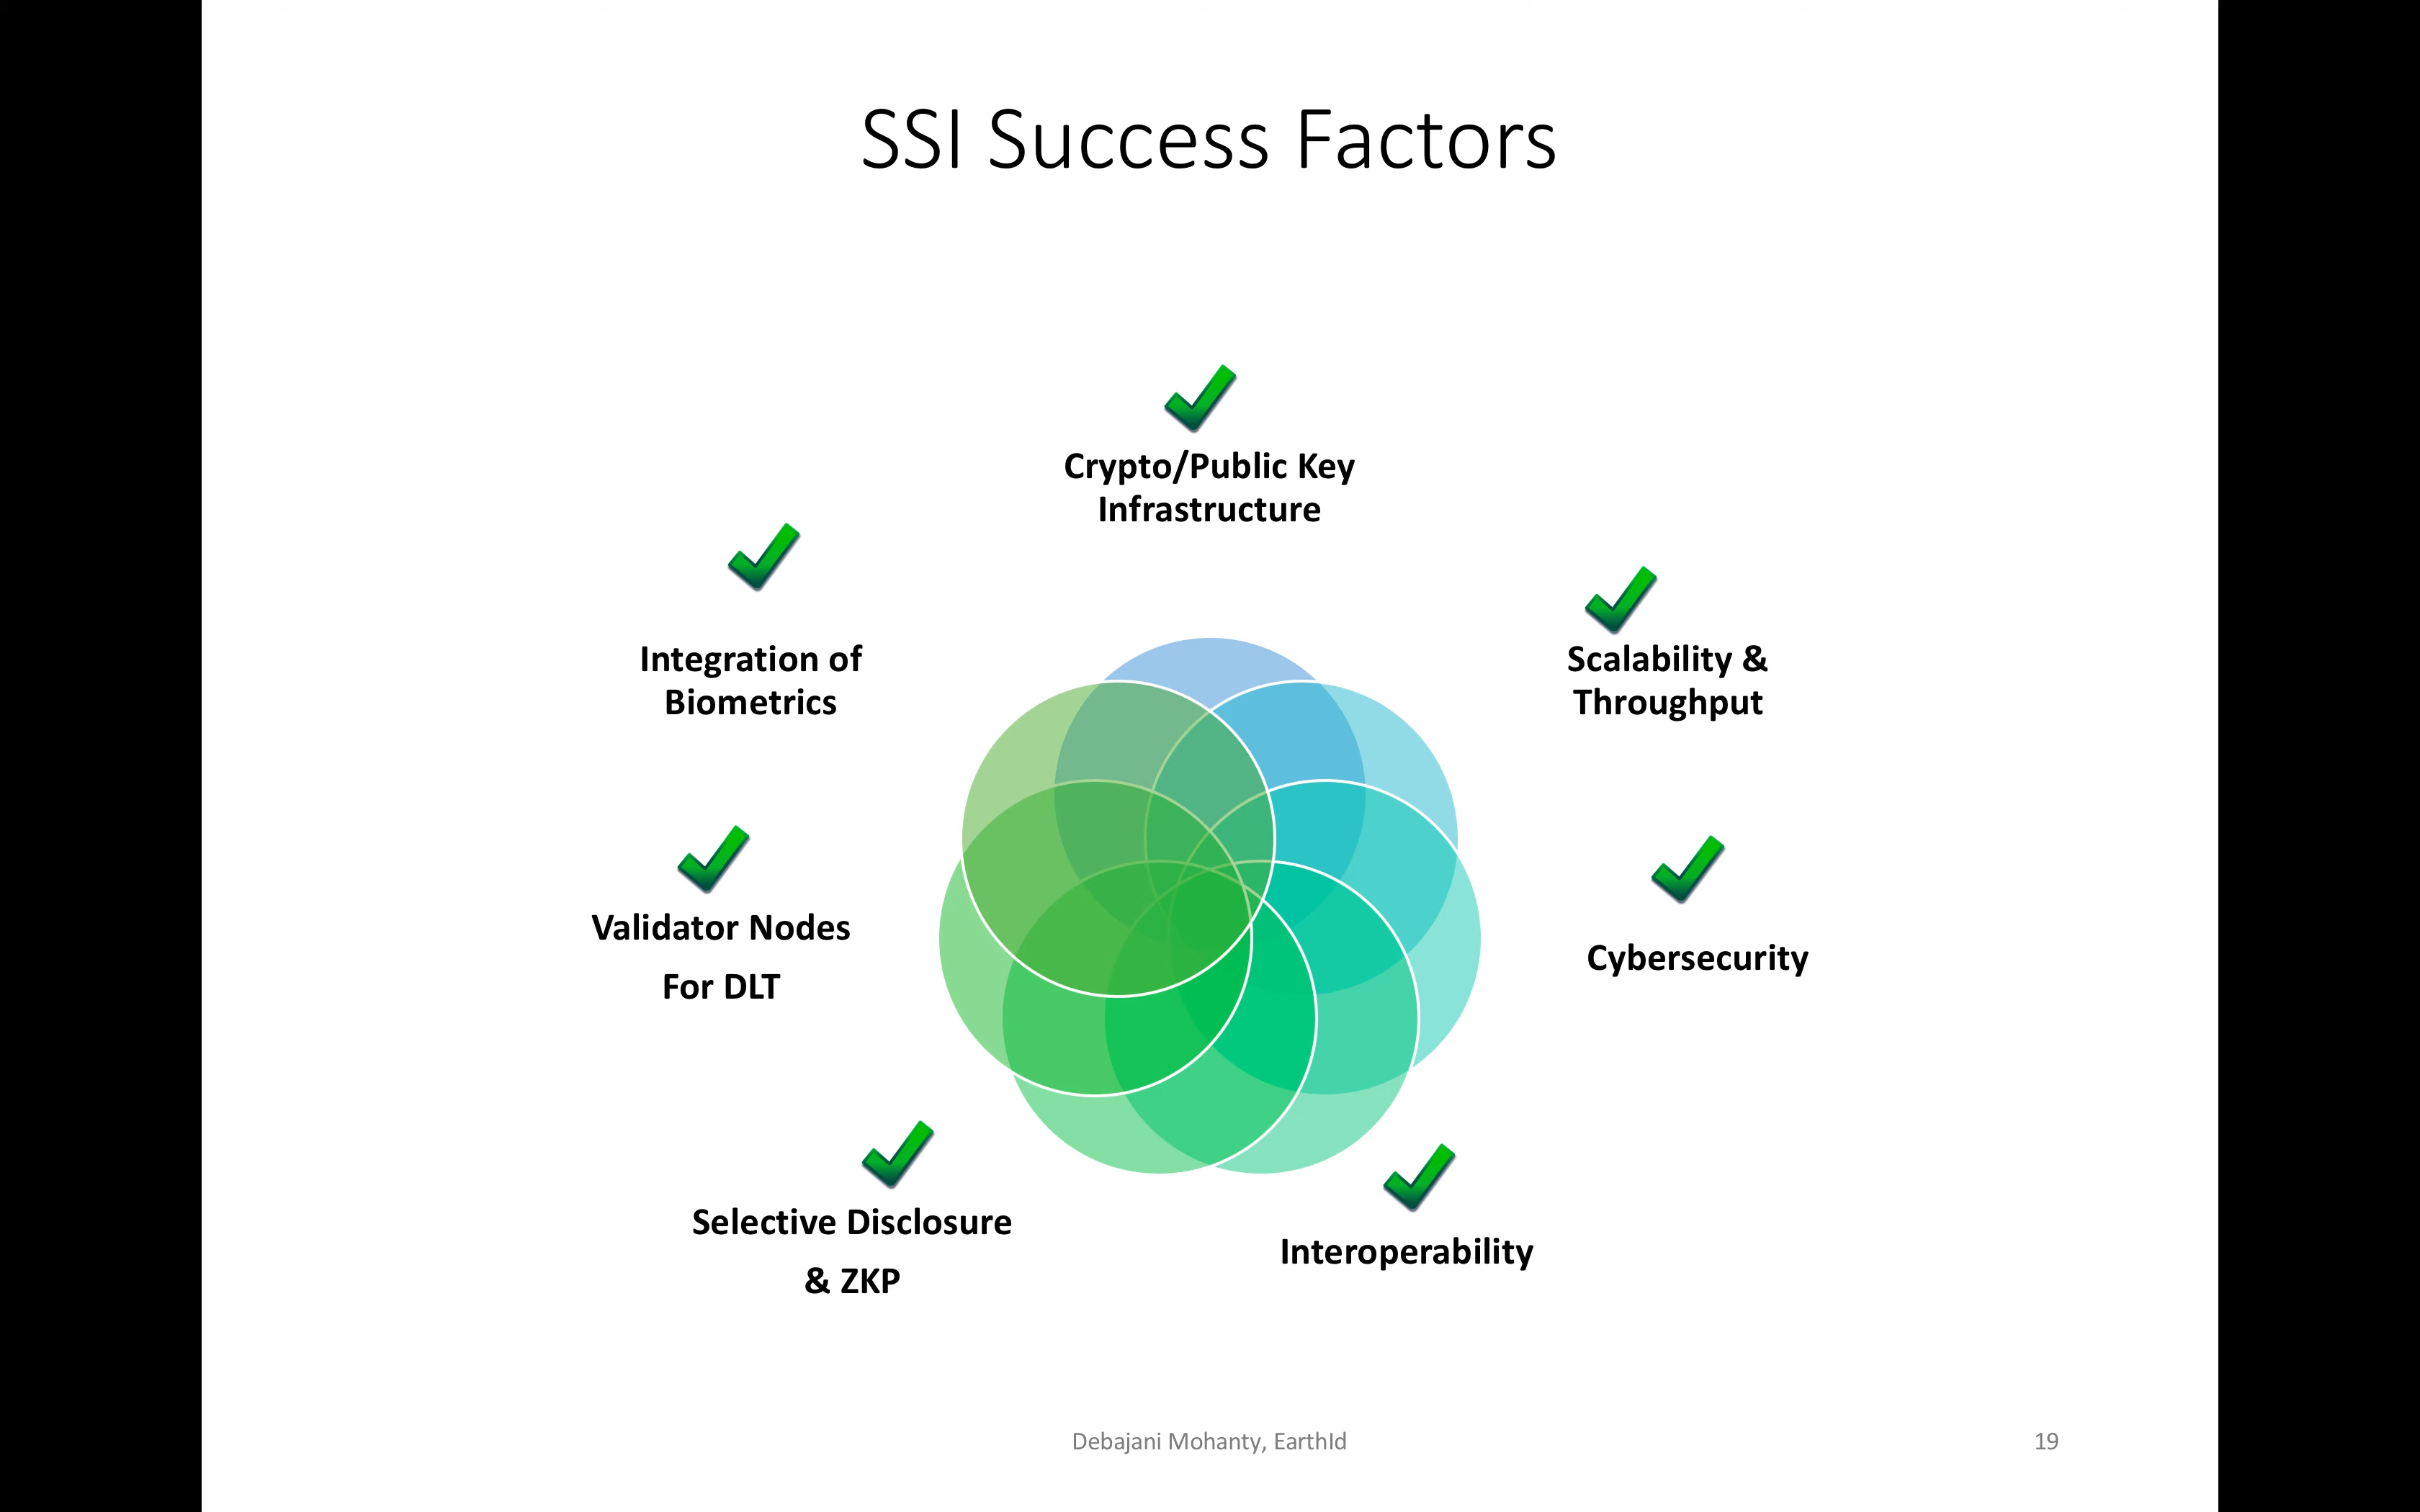 SSI Success Factors
Crypto/Public Key
Infrastructure
Integration of
Biometrics
Scalability &
Throughput
Validator Nodes
For DLT
Cybersecurity
Selective Disclosure
& ZKP
Interoperability
Debajani Mohanty, EarthId
19